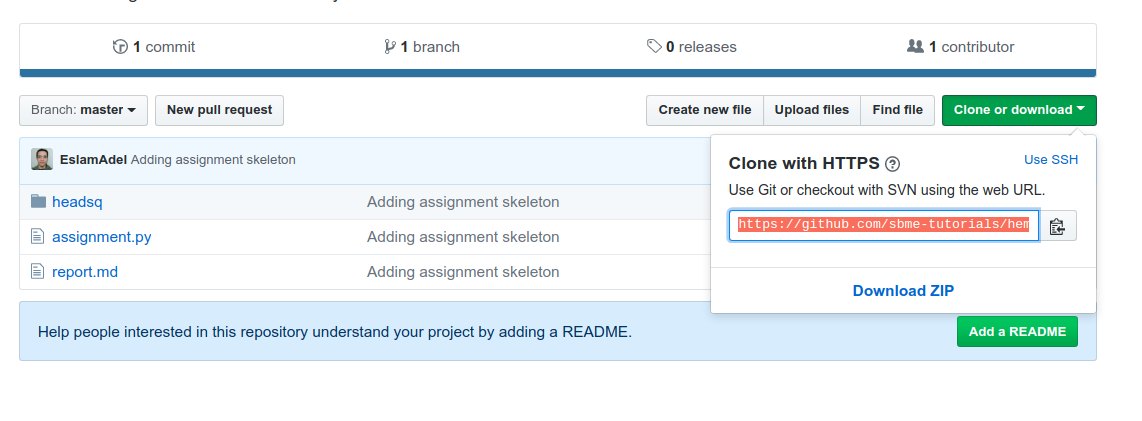 1 commit 1 branch 0 releases 1 contributor
Branch: master New pull request Create new file Upload files Find file Clone or download
EslamAdel Adding assignment skeleton
Clone with HTTPS ? Use SSH
Use Git or checkout with SVN using the web URL.
headsq Adding assignment skeleton
https://github.com/sbme-tutorials/hem
assignment.py Adding assignment skeleton
report.md Adding assignment skeleton
Download ZIP
Help people interested in this repository understand your project by adding a README. Add a README